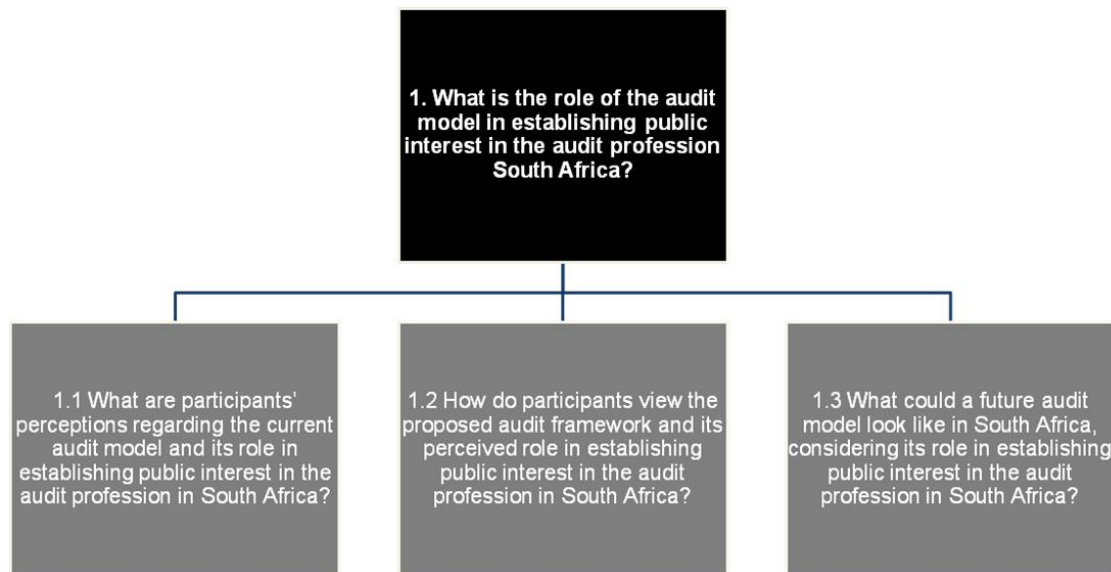 1. What is the role of the audit
model in establishing public
interest in the audit profession
South Africa?
1.1 What are participants’
perceptions regarding the current
audit model and its role in
establishing public interest in the
audit profession in South Africa?
1.2 How do participants view the
proposed audit framework and its
perceived role in establishing
public interest in the audit
profession in South Africa?
1.3 What could a future audit
model look like in South Africa,
considering its role in establishing
public interest in the audit
profession in South Africa?